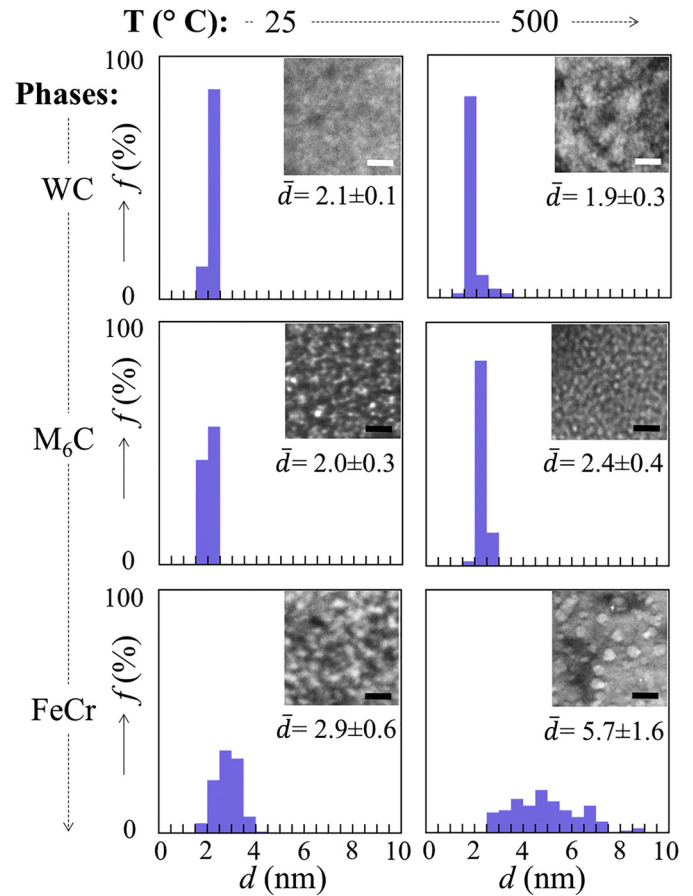 T (° C): 25 500
Phases:
WC
M₆C
FeCr
100
f (%)
0
d̄= 2.1±0.1
d̄= 1.9±0.3
100
f (%)
0
d̄= 2.0±0.3
d̄= 2.4±0.4
100
f (%)
0
d̄= 2.9±0.6
d̄= 5.7±1.6
0 2 4 6 8 10 0 2 4 6 8 10
d (nm) d (nm)